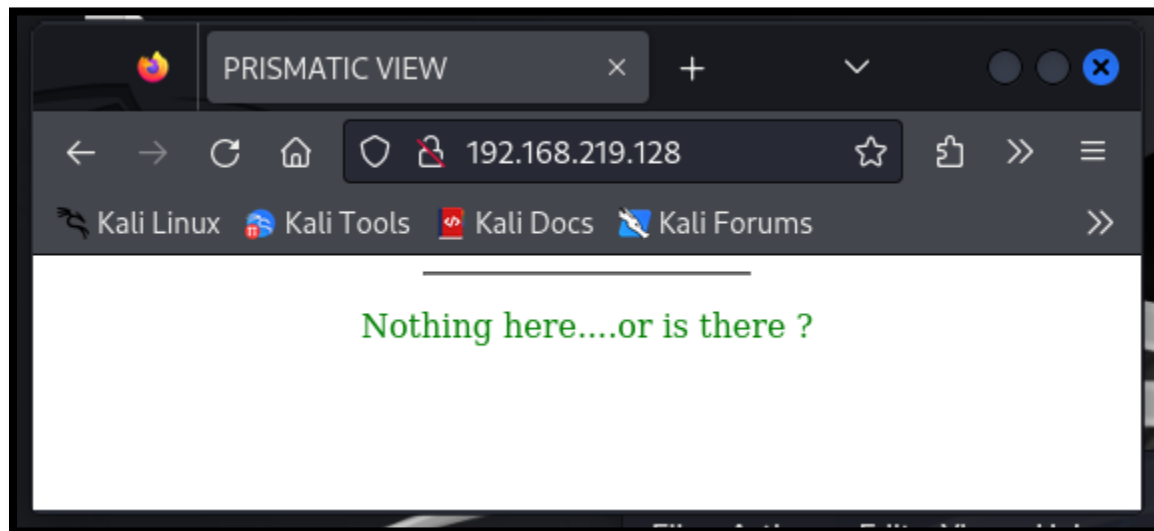 PRISMATIC VIEW
192.168.219.128
Kali Linux Kali Tools Kali Docs Kali Forums
Nothing here....or is there ?